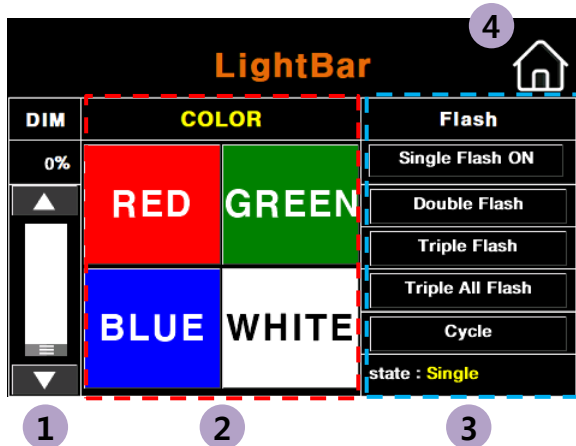 4
LightBar
DIM
COLOR
Flash
0%
Single Flash ON
RED
GREEN
Double Flash
Triple Flash
Triple All Flash
BLUE
WHITE
Cycle
state : Single
1
2
3